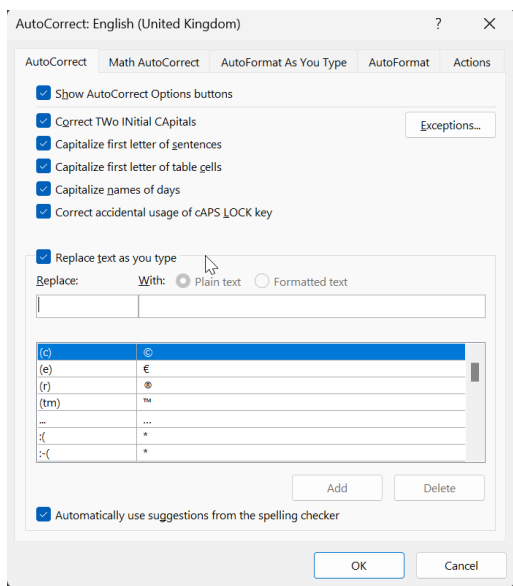 AutoCorrect: English (United Kingdom) ? X
AutoCorrect Math AutoCorrect AutoFormat As You Type AutoFormat Actions
Show AutoCorrect Options buttons
Correct TWo INitial CApitals Exceptions...
Capitalize first letter of sentences
Capitalize first letter of table cells
Capitalize names of days
Correct accidental usage of cAPS LOCK key
Replace text as you type
Replace: With: Plain text Formatted text
(c) ©
(e) €
(r) ®
(tm) ™
... …
:( *
:-( *
Add Delete
Automatically use suggestions from the spelling checker
OK Cancel